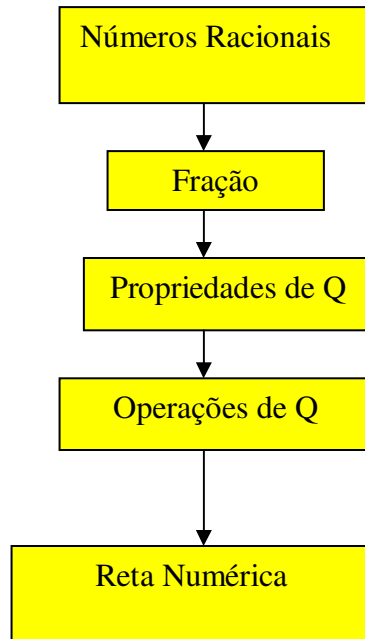 Números Racionais
Fração
Propriedades de Q
Operações de Q
Reta Numérica